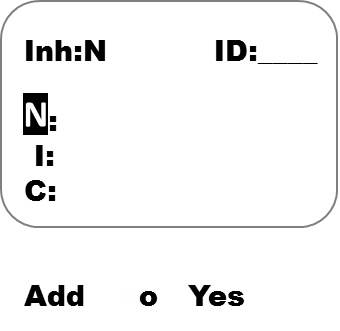 Inh:N ID:____
N:
I:
C:
Add o Yes